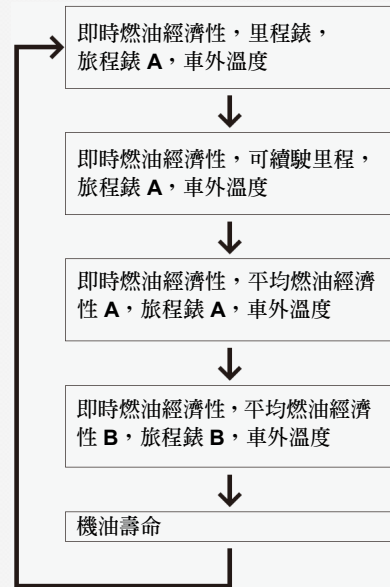 即時燃油經濟性，里程錶，
旅程錶 A，車外溫度
即時燃油經濟性，可續駛里程，
旅程錶 A，車外溫度
即時燃油經濟性，平均燃油經濟
性 A，旅程錶 A，車外溫度
即時燃油經濟性，平均燃油經濟
性 B，旅程錶 B，車外溫度
機油壽命